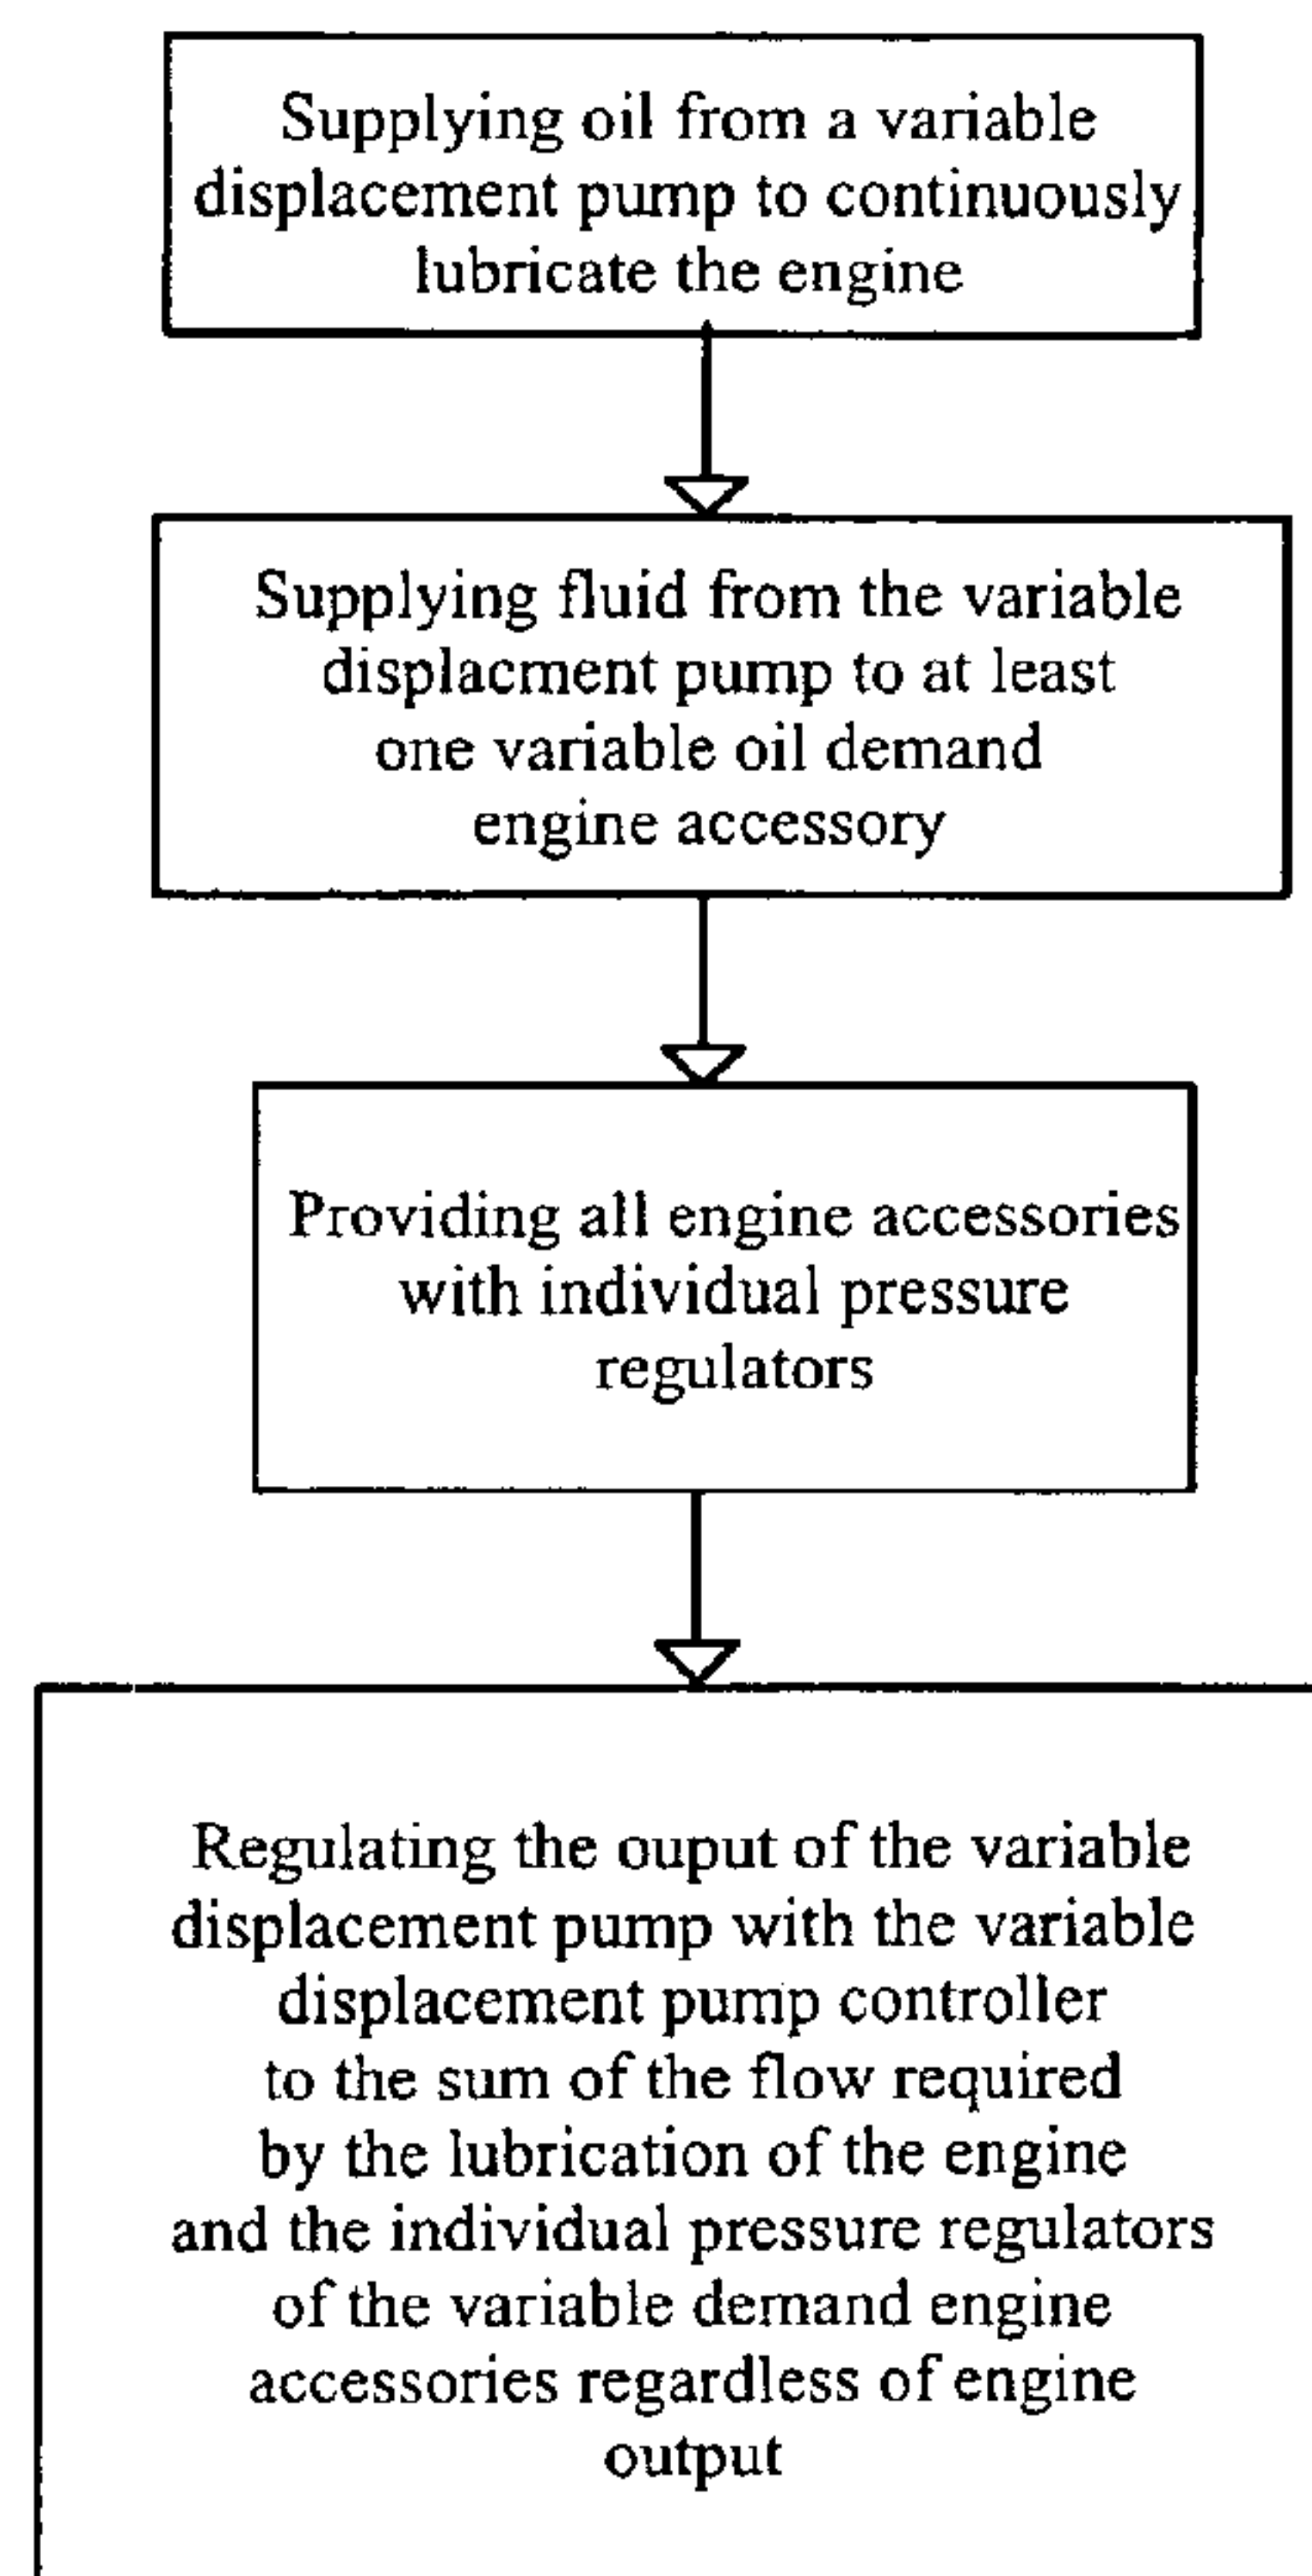 Supplying oil from a variable
displacement pump to continuously
lubricate the engine
Supplying fluid from the variable
displacment pump to at least
one variable oil demand
engine accessory
Providing all engine accessories
with individual pressure
regulators
Regulating the ouput of the variable
displacement pump with the variable
displacement pump controller
to the sum of the flow required
by the lubrication of the engine
and the individual pressure regulators
of the variable demand engine
accessories regardless of engine
output